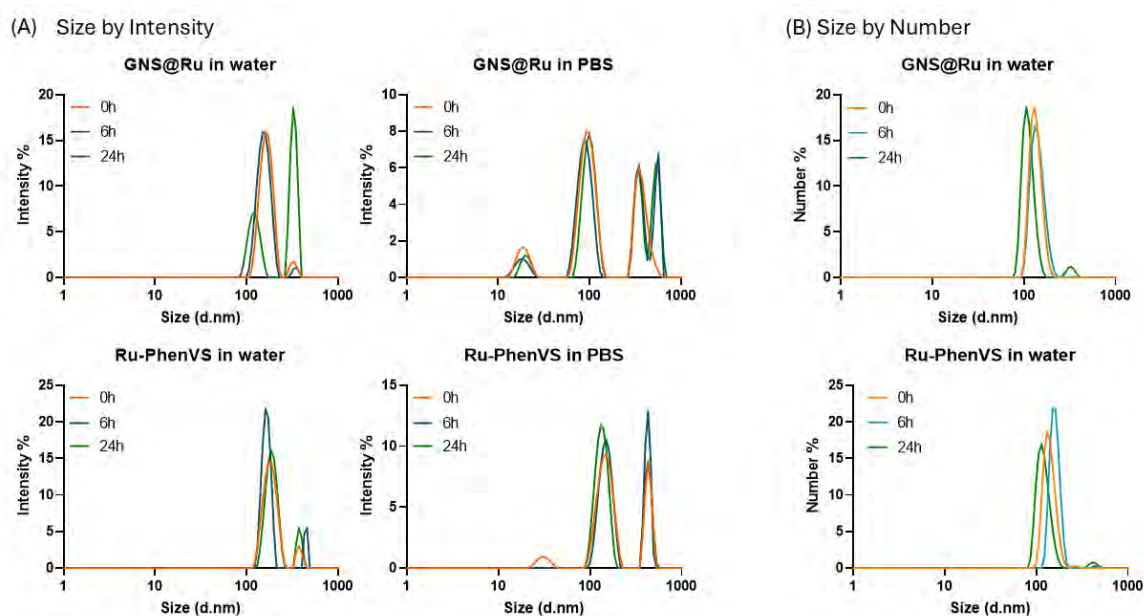 (A) Size by Intensity
(B) Size by Number
GNS@Ru in water
20
15
10
5
0
Intensity %
0h
6h
24h
1 10 100 1000
Size (d.nm)
GNS@Ru in PBS
10
8
6
4
2
0
Intensity %
0h
6h
24h
1 10 100 1000
Size (d.nm)
GNS@Ru in water
20
15
10
5
0
Number %
0h
6h
24h
1 10 100 1000
Size (d.nm)
Ru-PhenVS in water
25
20
15
10
5
0
Intensity %
0h
6h
24h
1 10 100 1000
Size (d.nm)
Ru-PhenVS in PBS
15
10
5
0
Intensity %
0h
6h
24h
1 10 100 1000
Size (d.nm)
Ru-PhenVS in water
25
20
15
10
5
0
Number %
0h
6h
24h
1 10 100 1000
Size (d.nm)